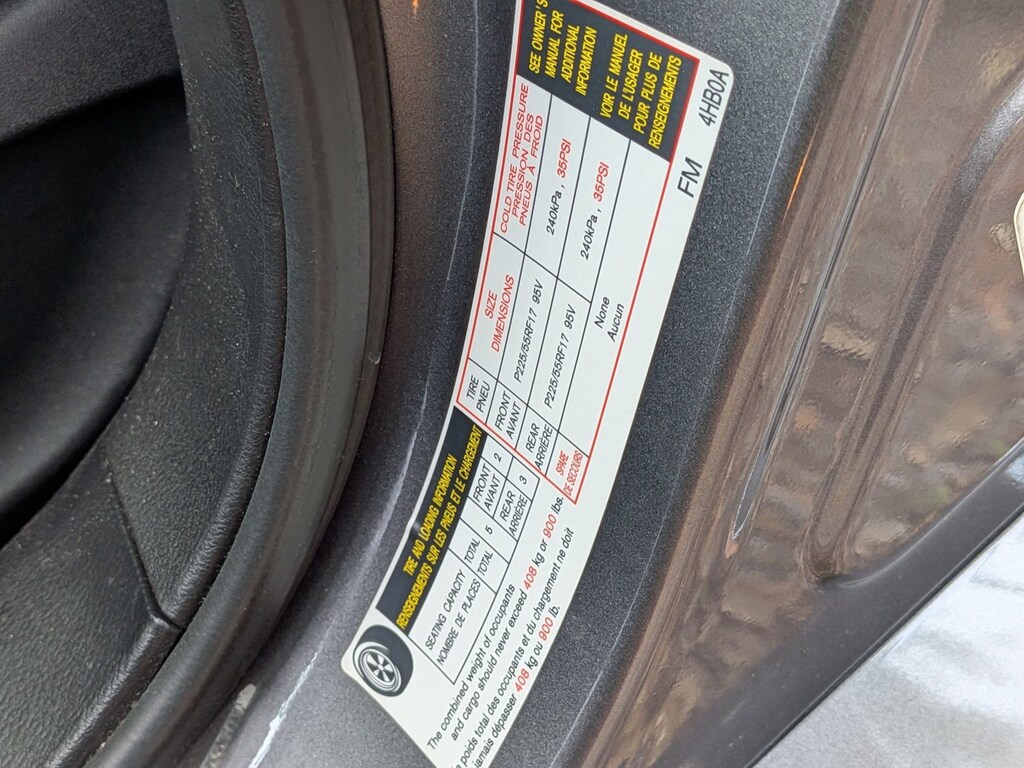 TIRE AND LOADING INFORMATION
RENSEIGNEMENTS SUR LES PNEUS ET LE CHARGEMENT
SEATING CAPACITY TOTAL 5 FRONT 2 REAR 3
NOMBRE DE PLACES TOTAL AVANT ARRIÈRE
The combined weight of occupants
and cargo should never exceed 408 kg or 900 lbs.
poids total des occupants et du chargement ne doit
jamais dépasser 408 kg ou 900 lb.
TIRE SIZE COLD TIRE PRESSURE
PNEU DIMENSIONS PRESSION DES
PNEUS À FROID
FRONT P225/55RF17 95V 240kPa , 35PSI
AVANT
REAR P225/55RF17 95V 240kPa , 35PSI
ARRIÈRE
SPARE None
DE SECOURS Aucun
SEE OWNER'S
MANUAL FOR
ADDITIONAL
INFORMATION
VOIR LE MANUEL
DE L'USAGER
POUR PLUS DE
RENSEIGNEMENTS
FM 4HB0A